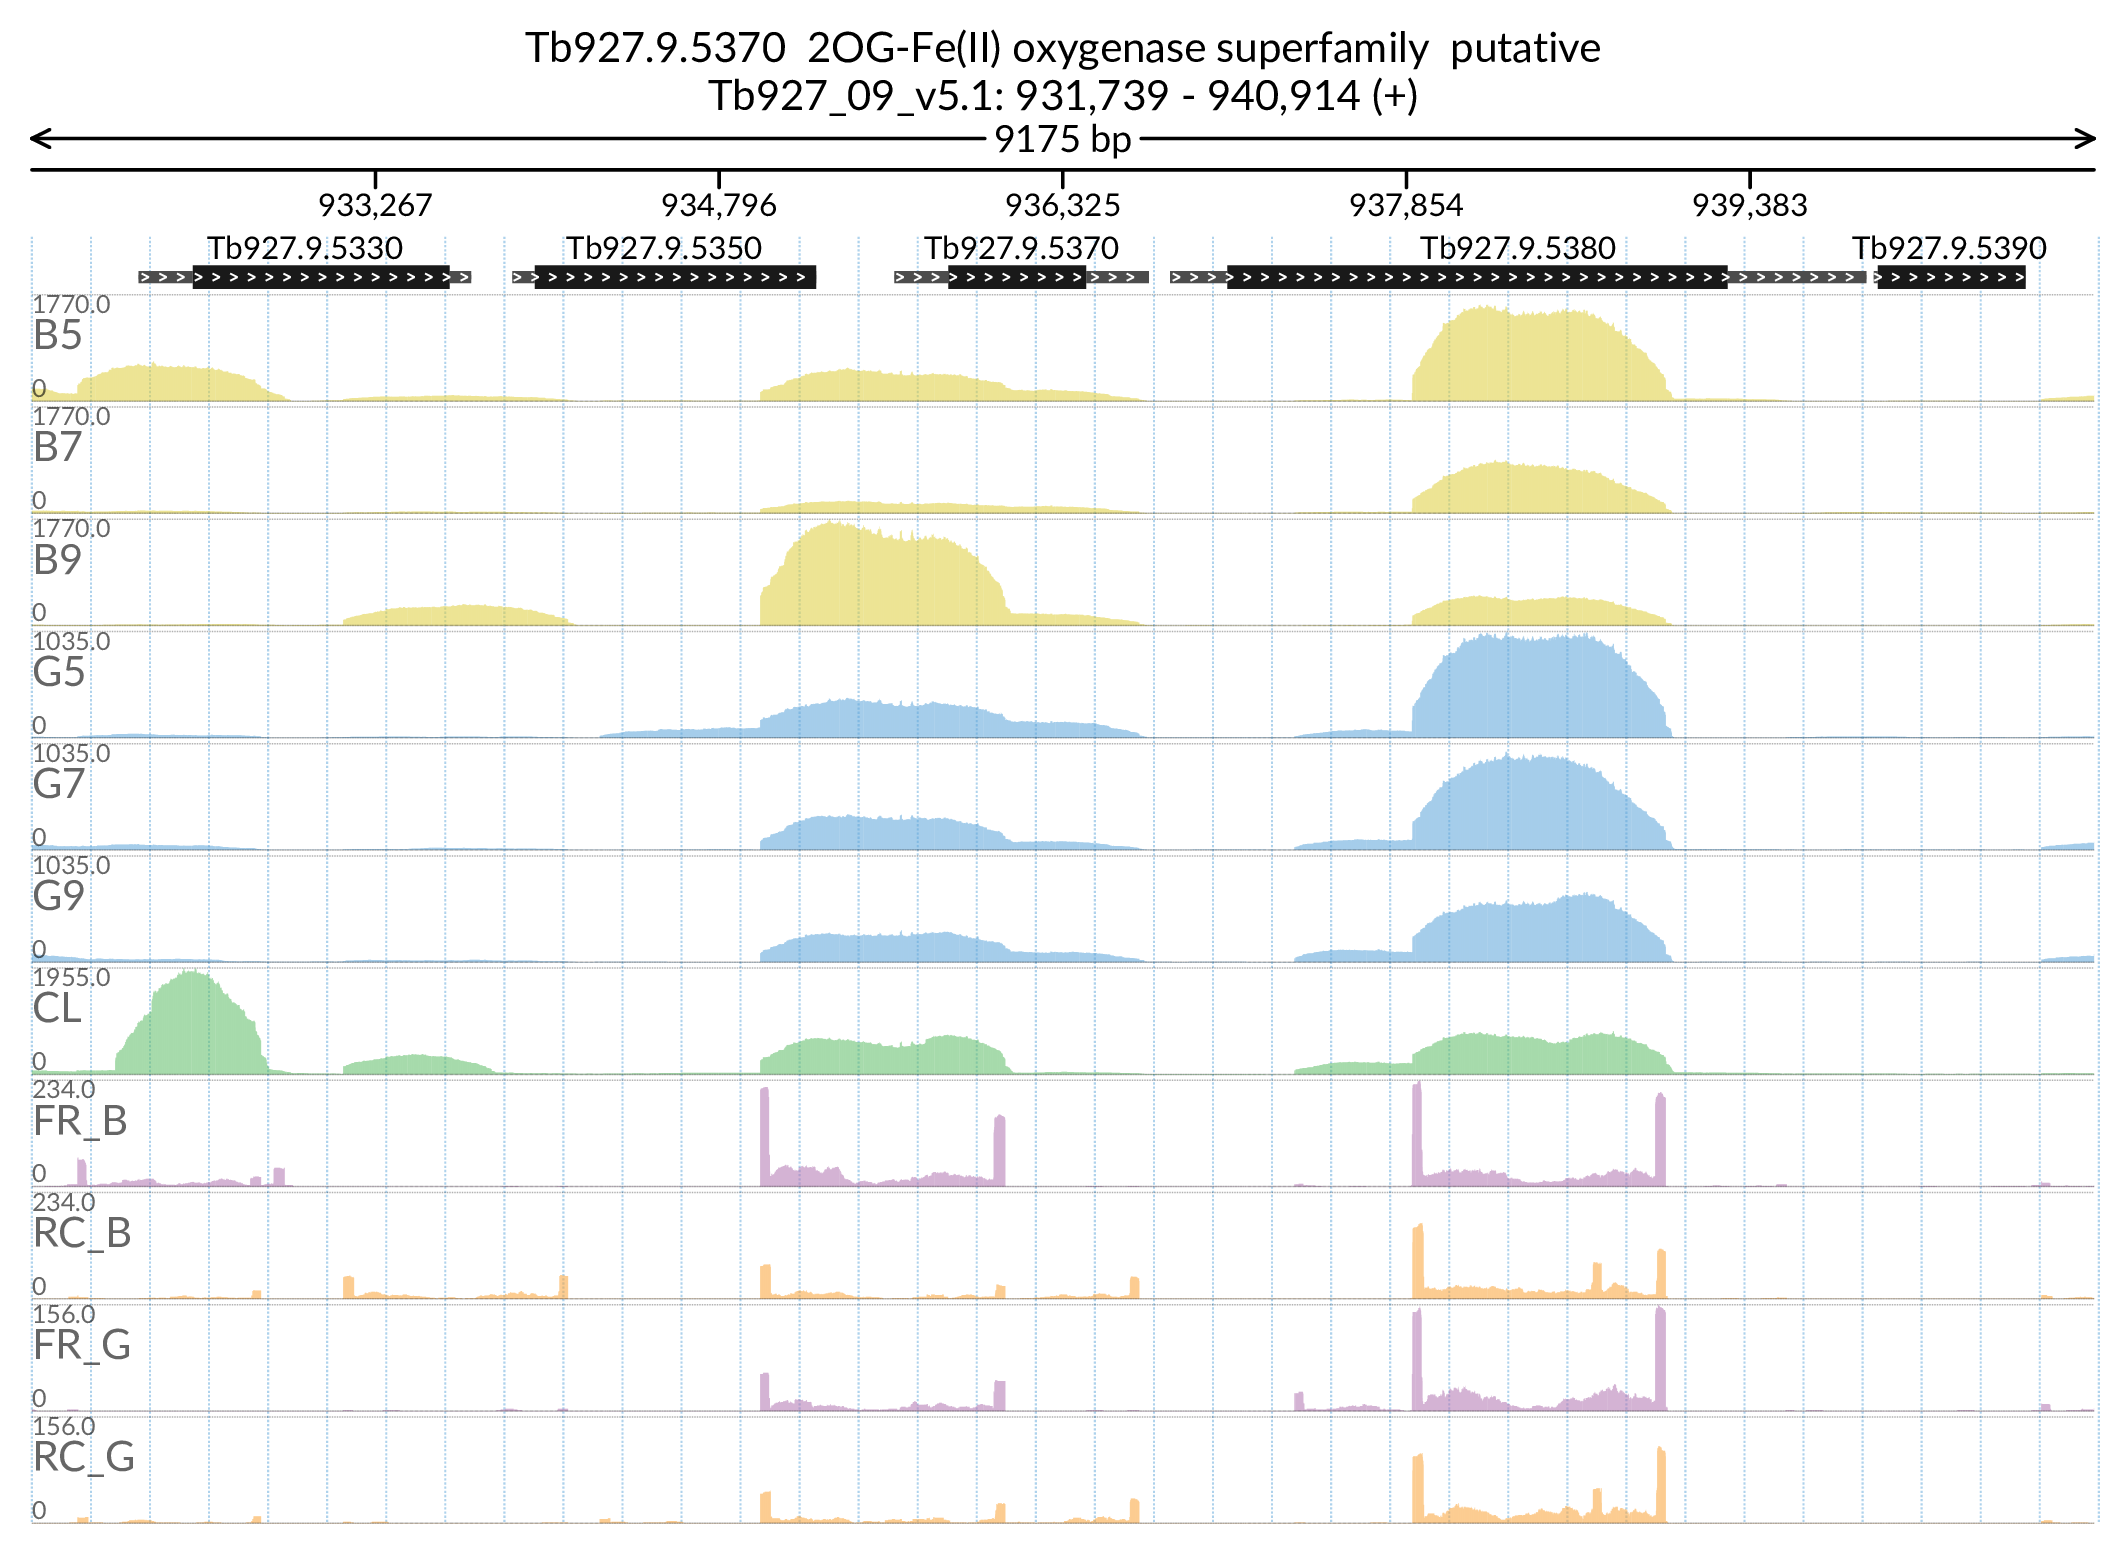 Tb927.9.5370 2OG-Fe(II) oxygenase superfamily putative
Tb927_09_v5.1: 931,739 - 940,914 (+)
9175 bp
933,267 934,796 936,325 937,854 939,383
Tb927.9.5330 Tb927.9.5350 Tb927.9.5370 Tb927.9.5380 Tb927.9.5390
1770.0
B5
0
1770.0
B7
0
1770.0
B9
0
1035.0
G5
0
1035.0
G7
0
1035.0
G9
0
1955.0
CL
0
234.0
FR_B
0
234.0
RC_B
0
156.0
FR_G
0
156.0
RC_G
0